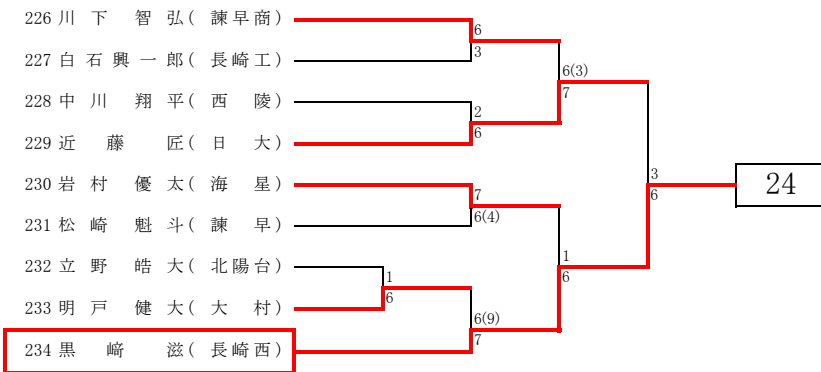 226 川 下 智 弘( 諫早商)
6
3
227 白 石 興 一 郎( 長崎工)
6(3)
7
228 中 川 翔 平( 西 陵)
2
6
229 近 藤 匠( 日 大)
3
6
24
230 岩 村 優 太( 海 星)
7
6(4)
231 松 崎 魁 斗( 諫 早)
1
6
232 立 野 皓 大( 北陽台)
1
6
233 明 戸 健 大( 大 村)
6(9)
7
234 黒 﨑 滋( 長崎西)